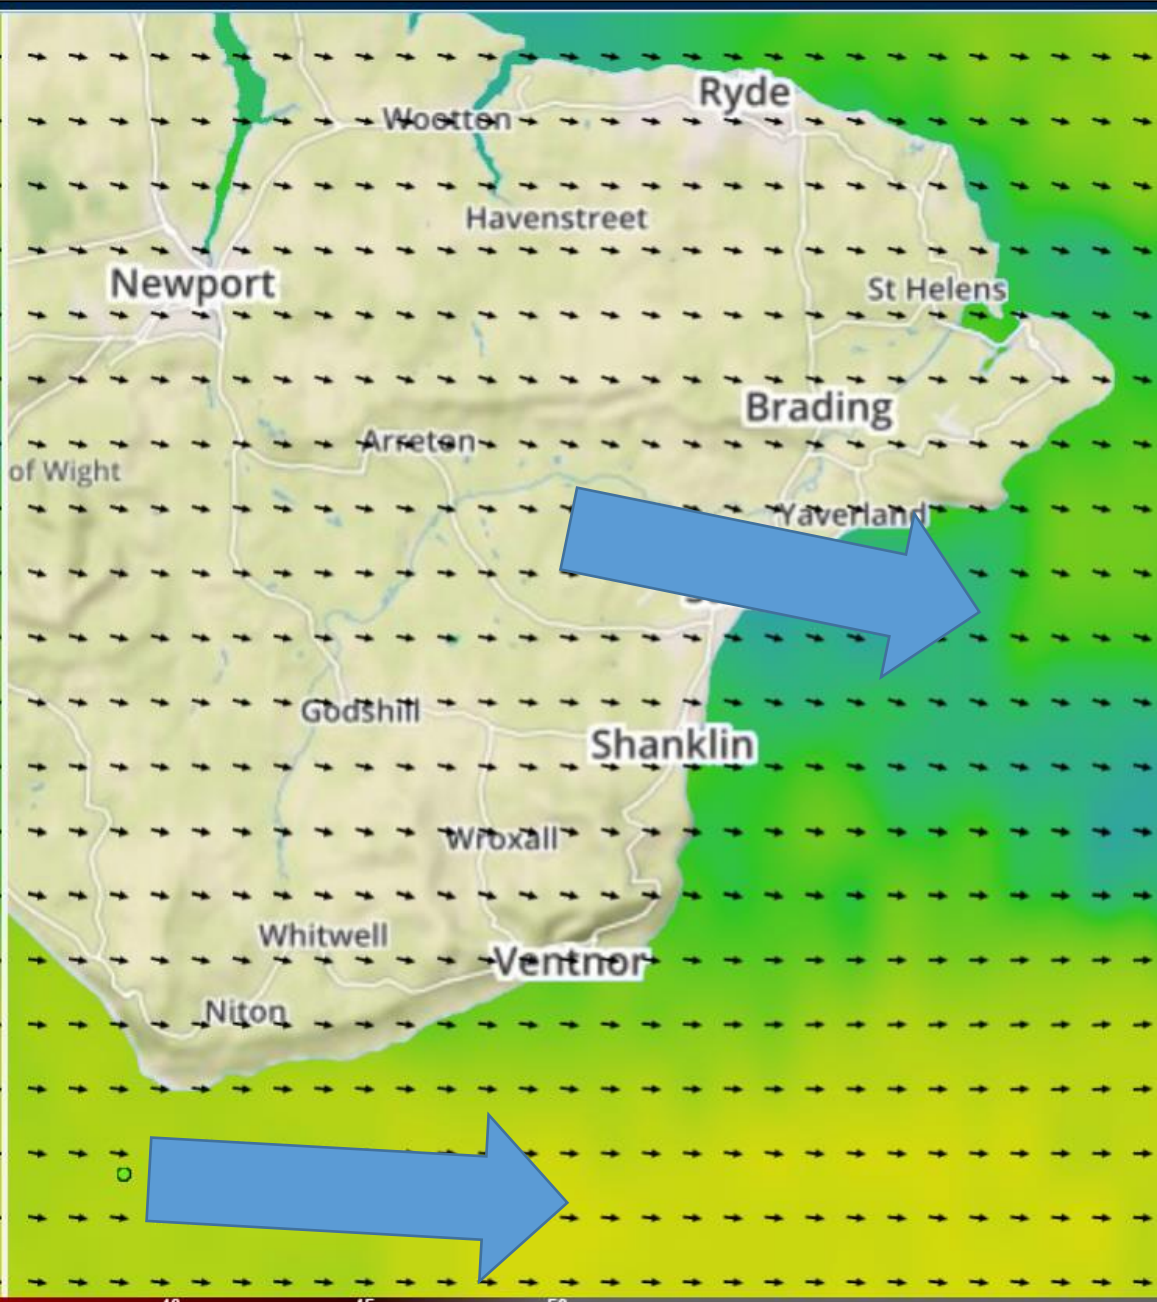 Ryde
Wootton
Havenstreet
Newport
St Helens
Brading
Arreton
of Wight
Yaverland
Godshill
Shanklin
Wroxall
Whitwell
Ventnor
Niton